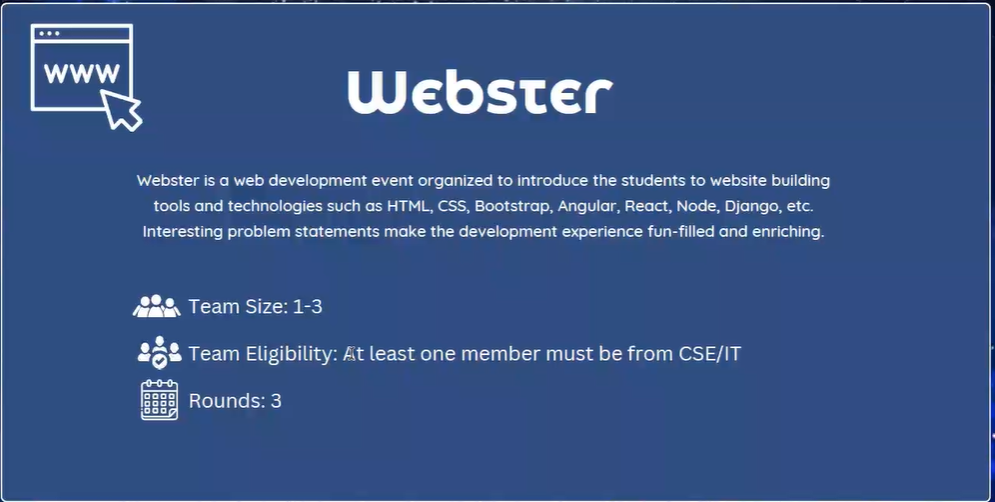 WWW
Webster
Webster is a web development event organized to introduce the students to website building
tools and technologies such as HTML, CSS, Bootstrap, Angular, React, Node, Django, etc.
Interesting problem statements make the development experience fun-filled and enriching.
Team Size: 1-3
Team Eligibility: At least one member must be from CSE/IT
Rounds: 3